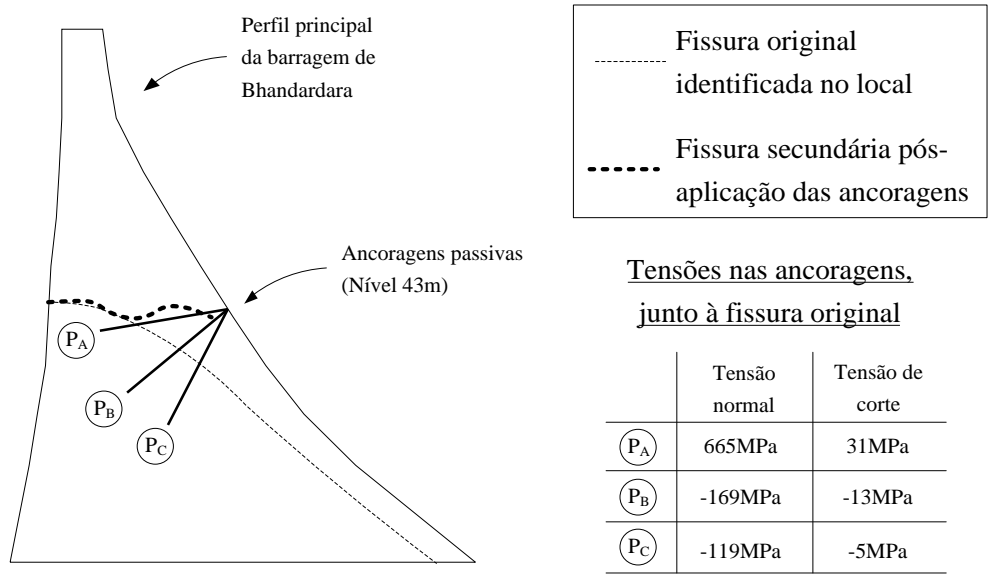 Perfil principal
da barragem de
Bhandardara
Fissura original
identificada no local
Fissura secundária pós-
aplicação das ancoragens
Ancoragens passivas
(Nível 43m)
Tensões nas ancoragens,
junto à fissura original
PA
PB
PC
Tensão
normal
Tensão de
corte
PA 665MPa 31MPa
PB -169MPa -13MPa
PC -119MPa -5MPa